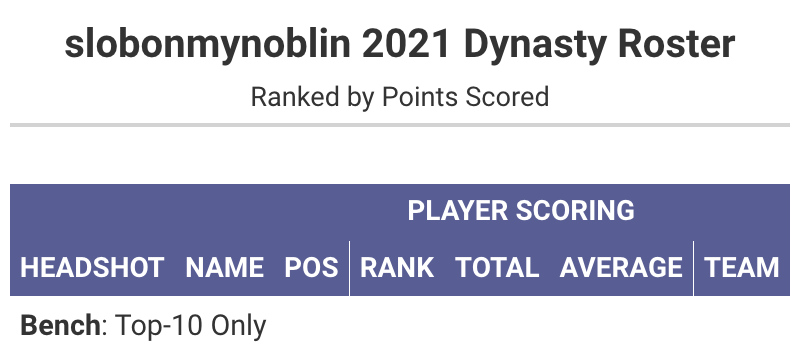 slobonmynoblin 2021 Dynasty Roster
Ranked by Points Scored
PLAYER SCORING
HEADSHOT NAME POS RANK TOTAL AVERAGE TEAM
Bench: Top-10 Only